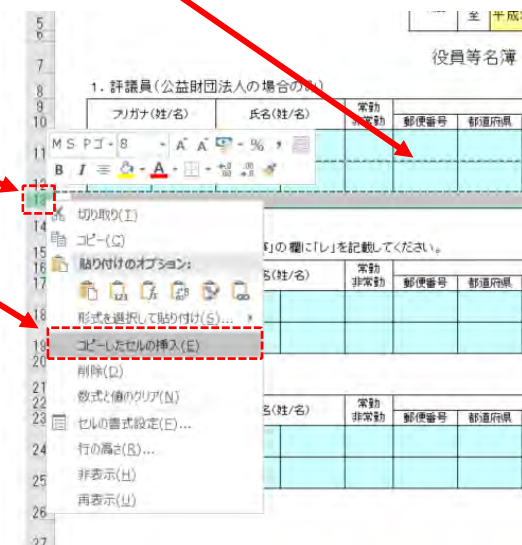 至 平成
5
6
役員等名簿
7
1. 評議員(公益財団法人の場合のみ)
8
9
フリガナ(姓/名) 氏名(姓/名) 常勤
非常勤 郵便番号 都道府県
10
MS Pゴ 8 A A % ,
11
B I A
12
13
切り取り(T)
14
コピー(C)
15
の欄に「レ」を記載してください。
16
貼り付けのオプション:
名(姓/名) 常勤
非常勤 郵便番号 都道府県
17
18
形式を選択して貼り付け(S)...
19
コピーしたセルの挿入(E)
20
削除(D)
21
数式と値のクリア(N)
22
名(姓/名) 常勤
非常勤 郵便番号 都道府県
23
セルの書式設定(F)...
24
行の高さ(R)...
25
非表示(H)
再表示(U)
26
27